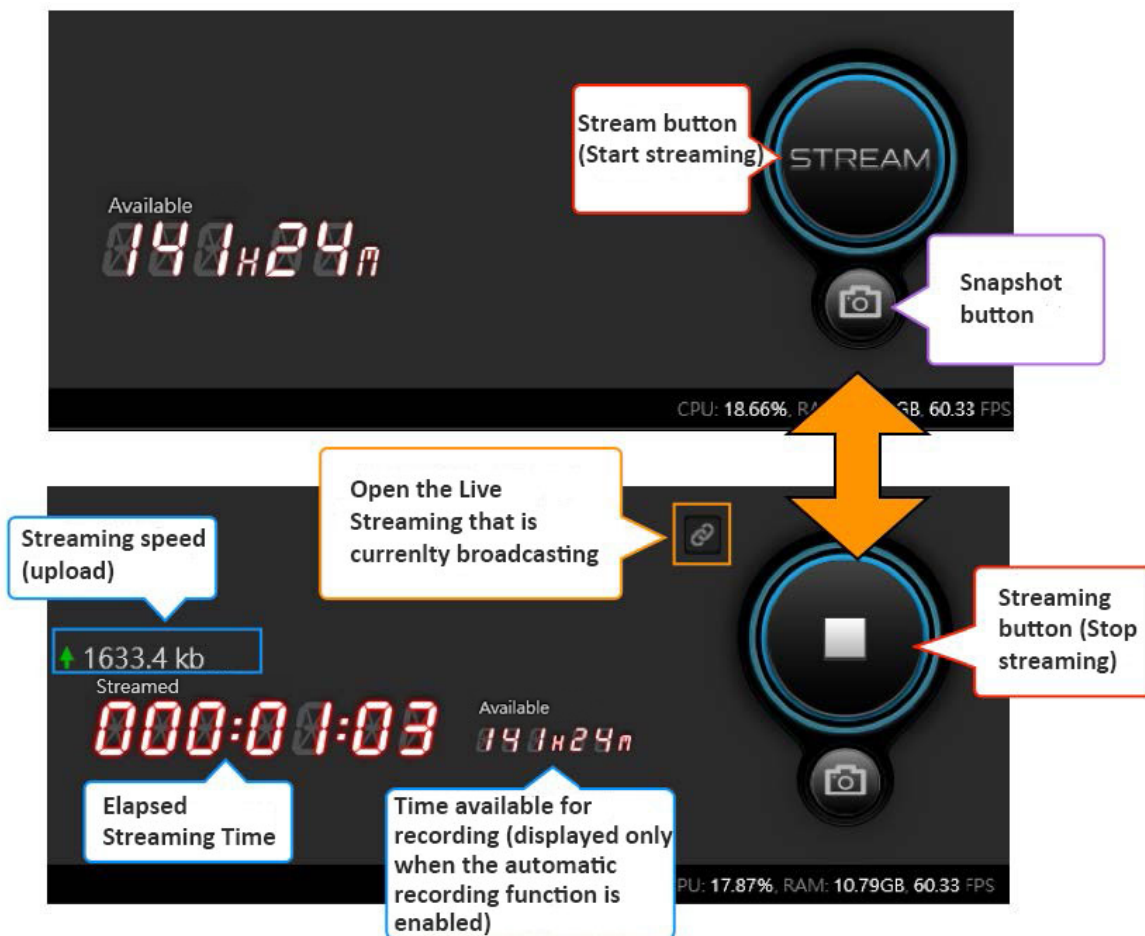 Stream button
(Start streaming)
STREAM
Available
141H24m
Snapshot
button
CPU: 18.66%, GB, 60.33 FPS
Open the Live
Streaming that is
currenlty broadcasting
Streaming speed
(upload)
1633.4 kb
Streamed
000:01:03
Available
141H24m
Streaming
button (Stop
streaming)
Elapsed
Streaming Time
Time available for
recording (displayed only
when the automatic
recording function is
enabled)
PU: 17.87%, RAM: 10.79GB, 60.33 FPS